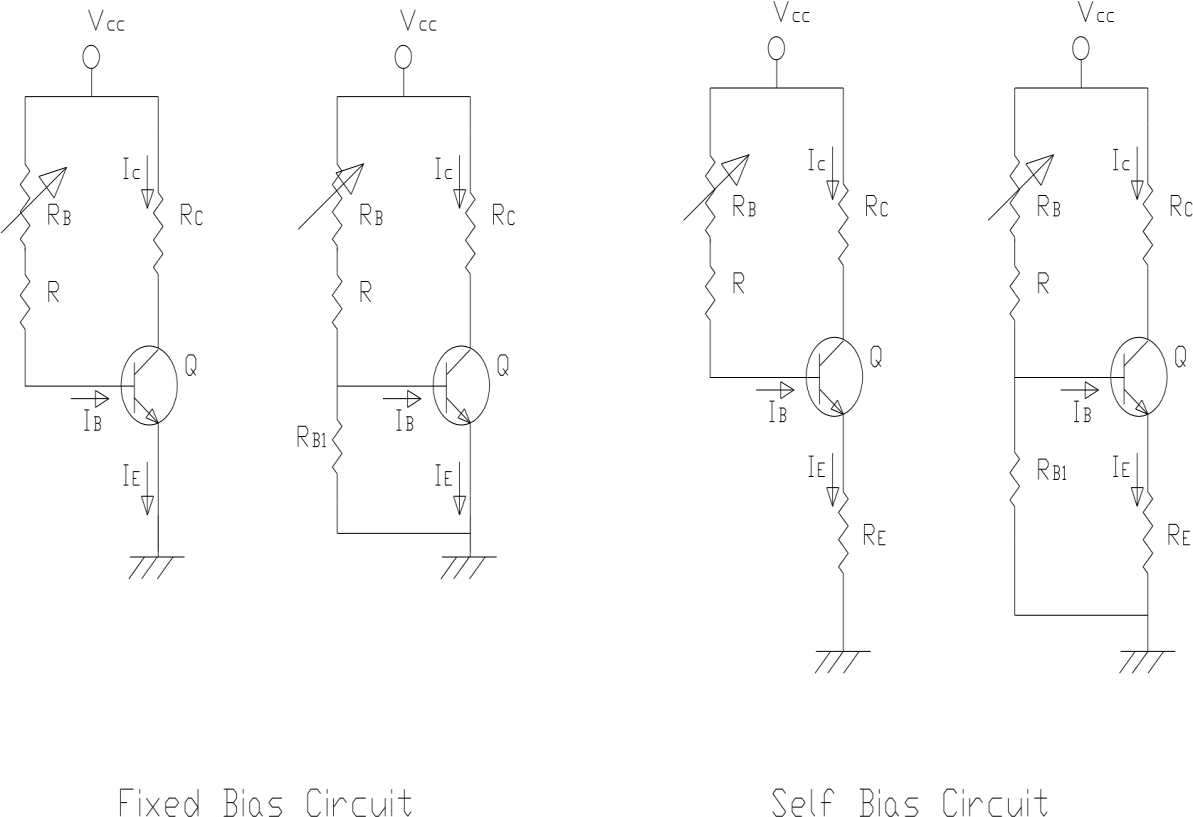 Vcc
Ic
RB
Rc
R
Q
IB
IE
Vcc
Ic
RB
Rc
R
Q
IB
RB1
IE
Vcc
Ic
RB
Rc
R
Q
IB
IE
RE
Vcc
Ic
RB
Rc
R
Q
IB
RB1
IE
RE
Fixed Bias Circuit
Self Bias Circuit